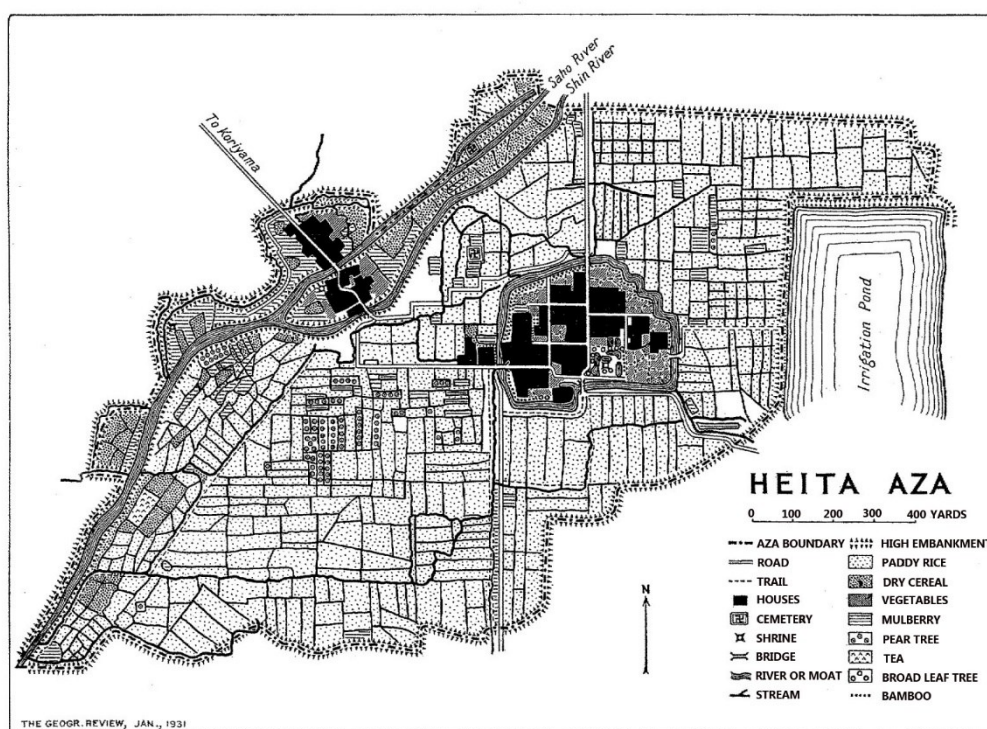 Saho River
Shin River
To Koriyama
Irrigation Pond
HEITA AZA
0 100 200 300 400 YARDS
AZA BOUNDARY
ROAD
TRAIL
HOUSES
CEMETERY
SHRINE
BRIDGE
RIVER OR MOAT
STREAM
HIGH EMBANKMENT
PADDY RICE
DRY CEREAL
VEGETABLES
MULBERRY
PEAR TREE
TEA
BROAD LEAF TREE
BAMBOO
N
THE GEOGR. REVIEW, JAN., 1931